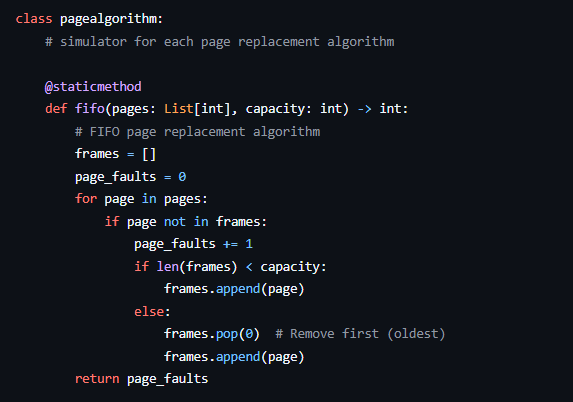 class pagealgorithm:
    # simulator for each page replacement algorithm

    @staticmethod
    def fifo(pages: List[int], capacity: int) -> int:
        # FIFO page replacement algorithm
        frames = []
        page_faults = 0
        for page in pages:
            if page not in frames:
                page_faults += 1
                if len(frames) < capacity:
                    frames.append(page)
                else:
                    frames.pop(0)  # Remove first (oldest)
                    frames.append(page)
        return page_faults